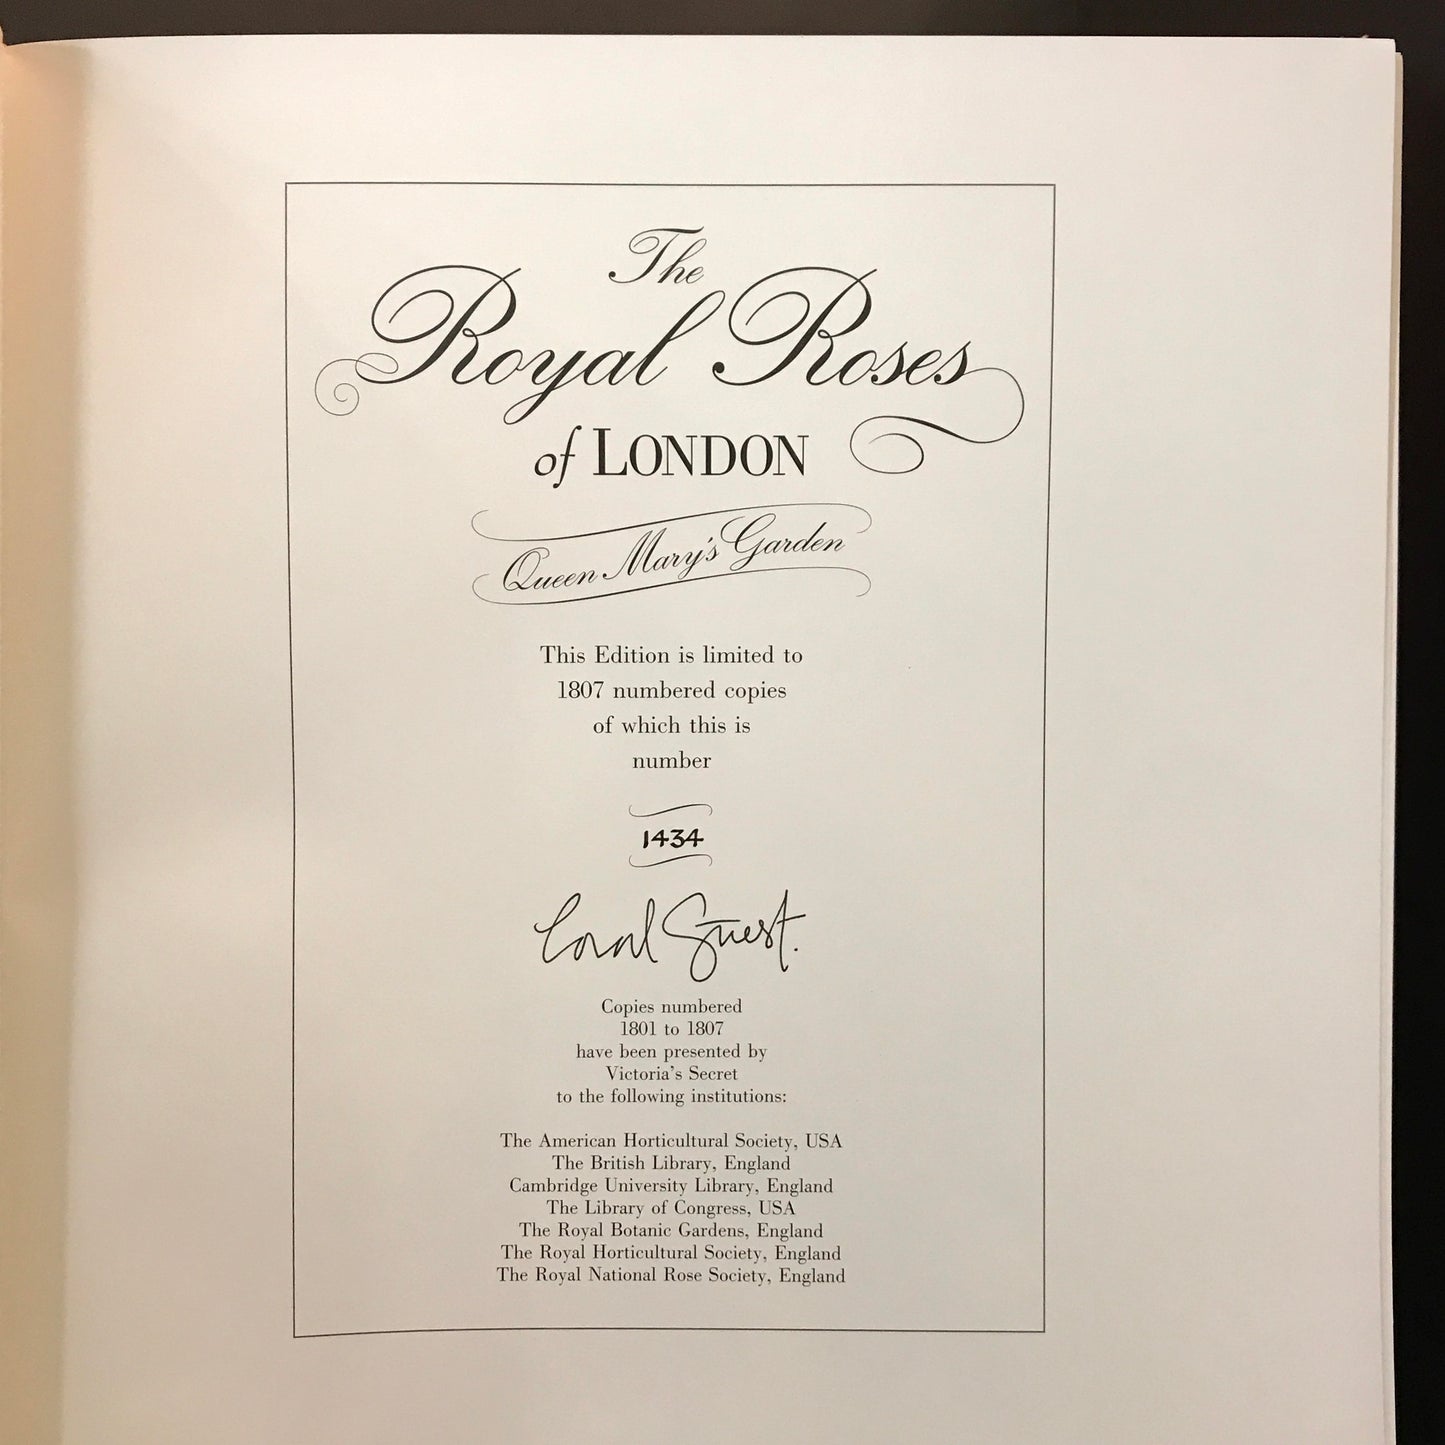 The
Royal Roses
of LONDON
Queen Mary's Garden
This Edition is limited to
1807 numbered copies
of which this is
number
1434
Coral Guest.
Copies numbered
1801 to 1807
have been presented by
Victoria's Secret
to the following institutions:
The American Horticultural Society, USA
The British Library, England
Cambridge University Library, England
The Library of Congress, USA
The Royal Botanic Gardens, England
The Royal Horticultural Society, England
The Royal National Rose Society, England